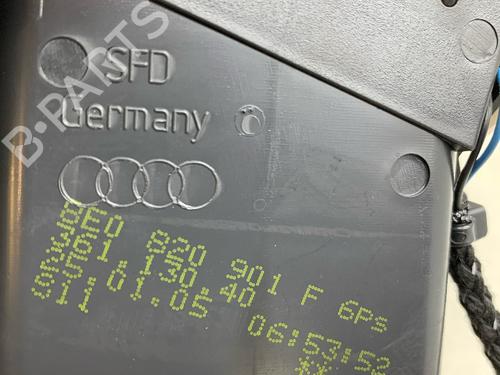 B-PARTS
SFD
Germany
8E0 820 901 F 6PS
361.130.40
25.01.05 06:53:52
S11 **